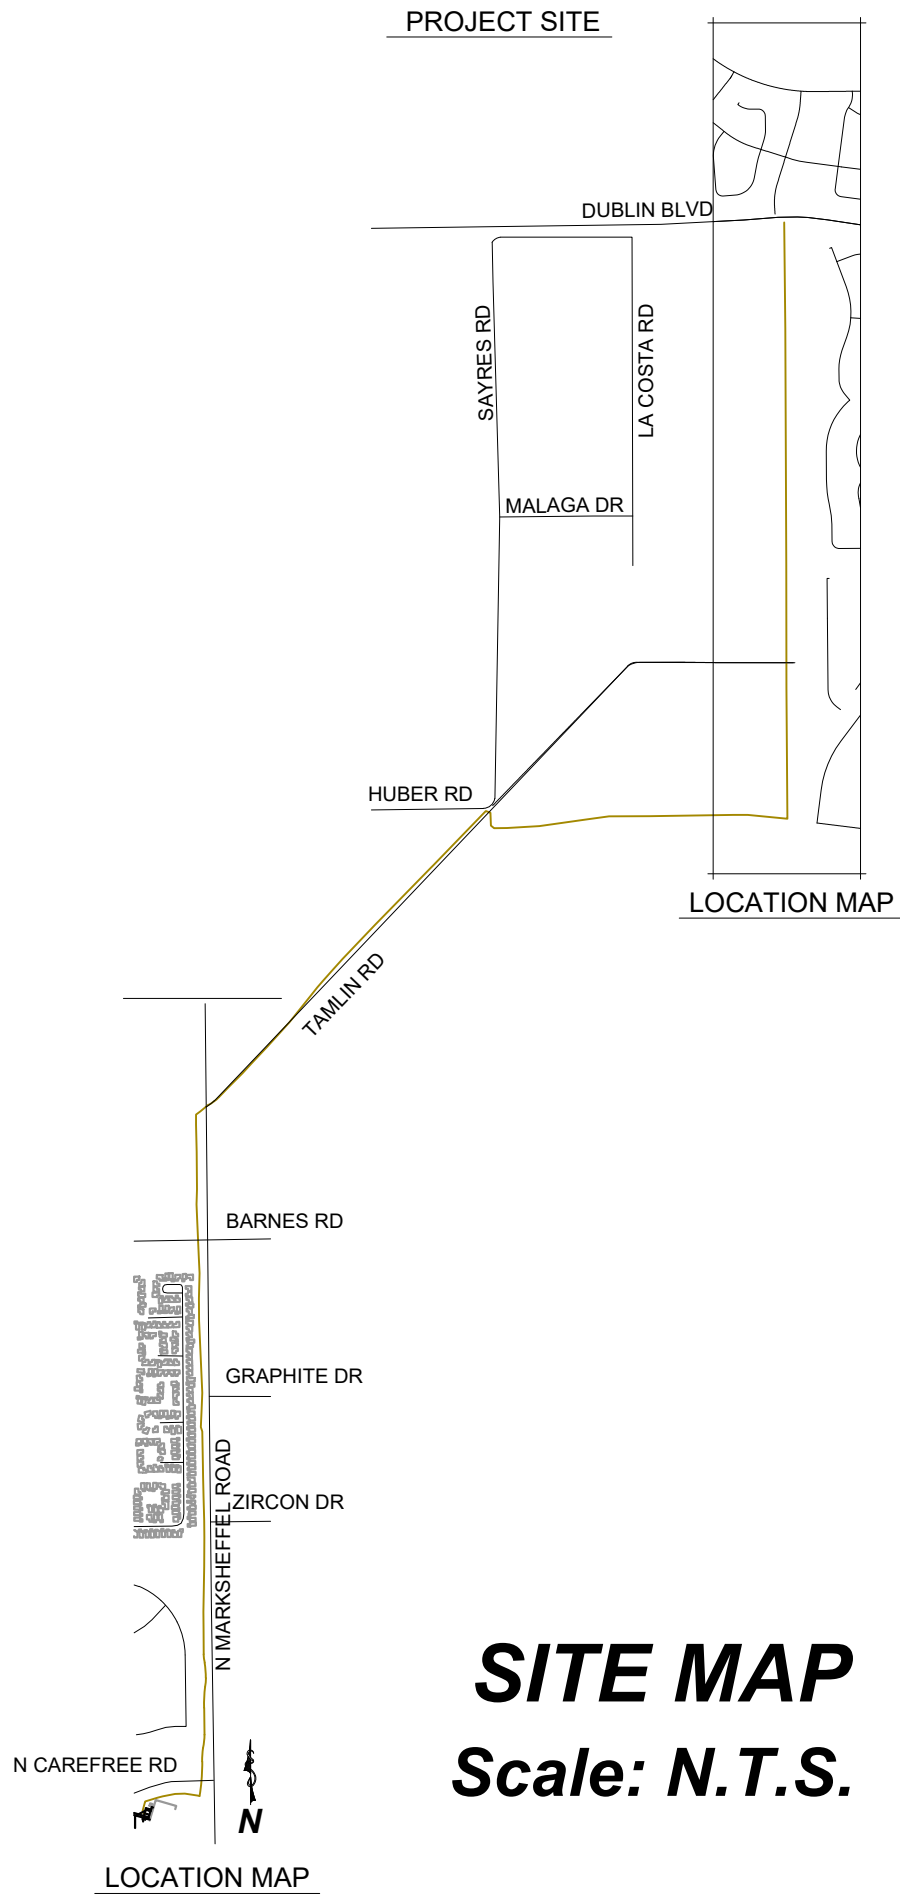 PROJECT SITE
DUBLIN BLVD
SAYRES RD
LA COSTA RD
MALAGA DR
HUBER RD
LOCATION MAP
TAMLIN RD
BARNES RD
GRAPHITE DR
N MARKSHEFFEL ROAD
ZIRCON DR
SITE MAP
Scale: N.T.S.
N CAREFREE RD
N
LOCATION MAP